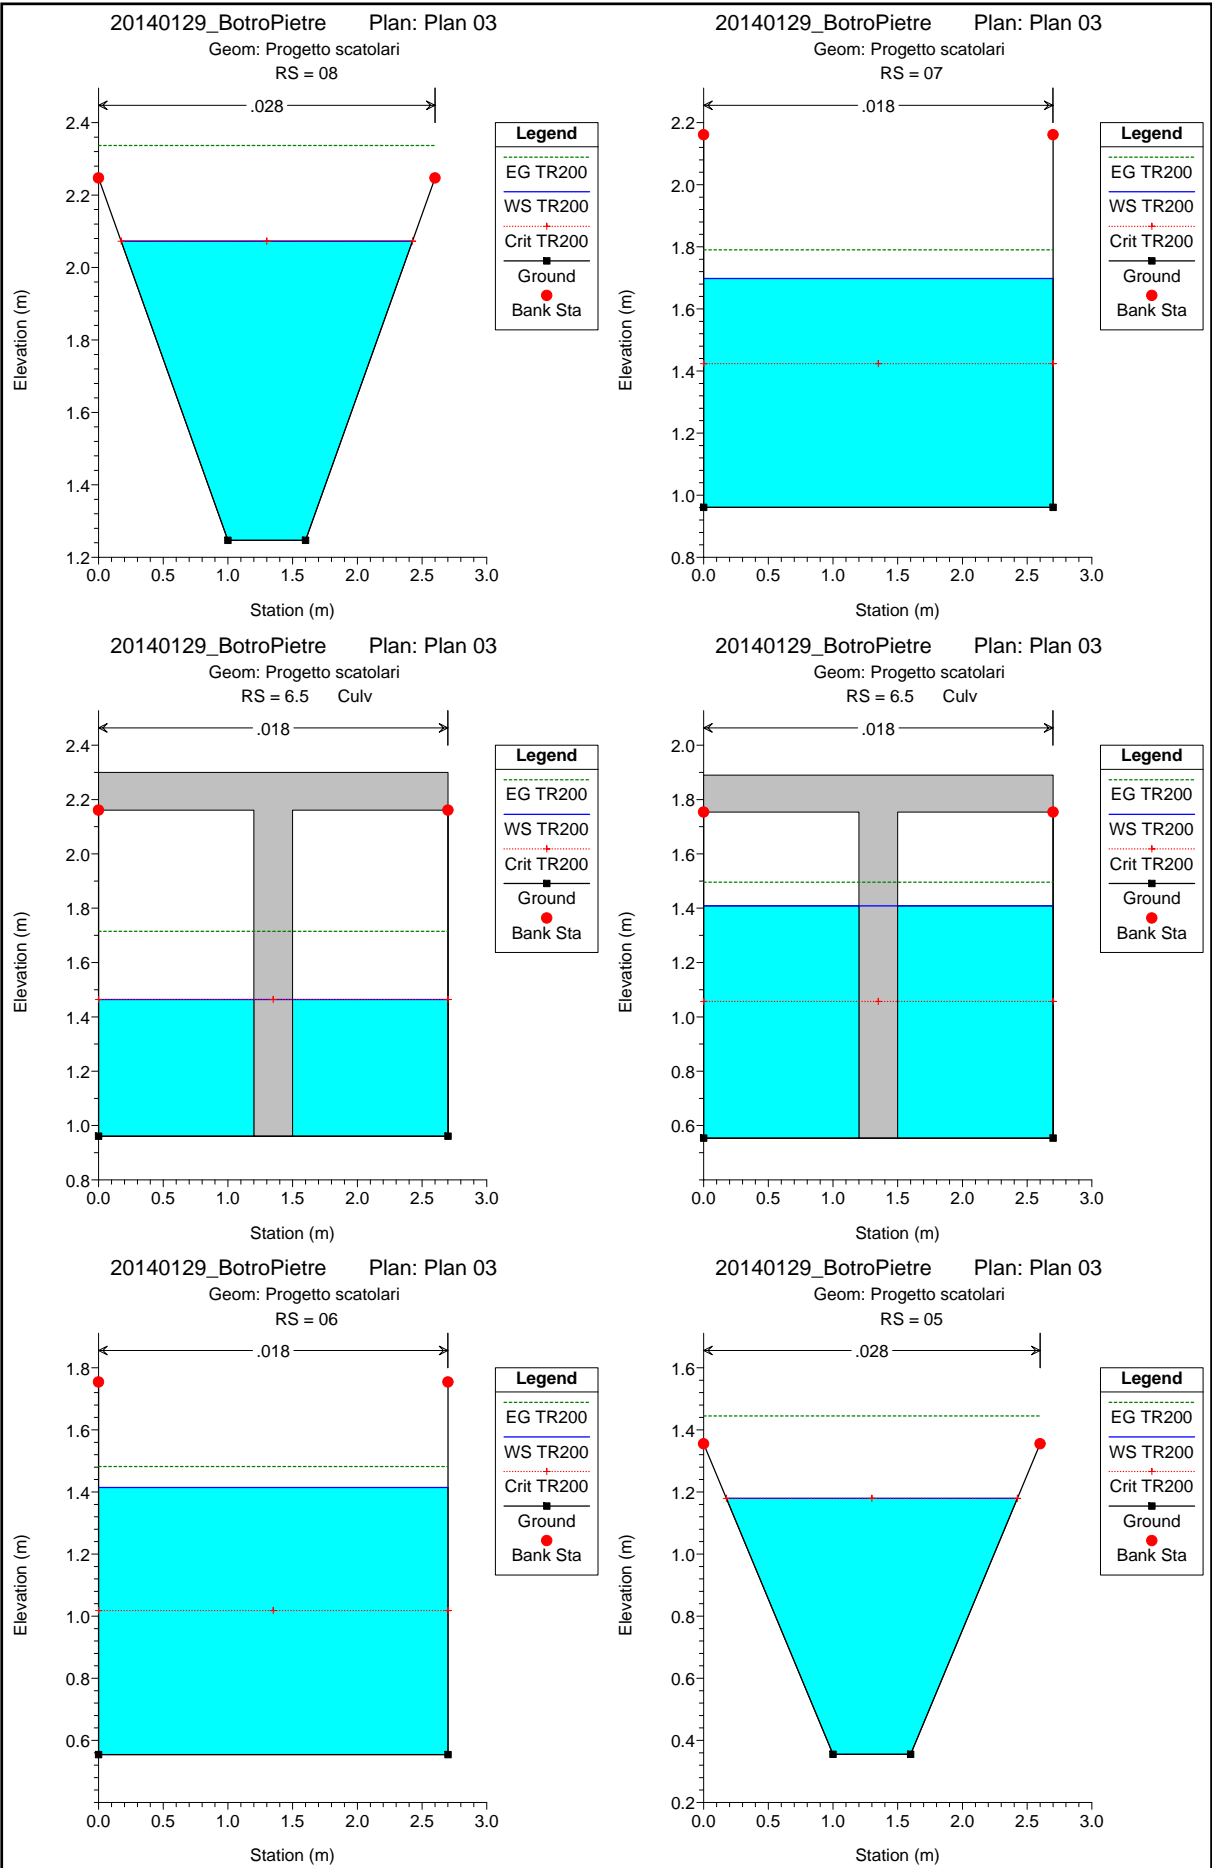 20140129_BotroPietre Plan: Plan 03
Geom: Progetto scatolari
RS = 08
.028
2.4
2.2
2.0
1.8
1.6
1.4
1.2
0.0 0.5 1.0 1.5 2.0 2.5 3.0
Station (m)
Elevation (m)
Legend
EG TR200
WS TR200
Crit TR200
Ground
Bank Sta
20140129_BotroPietre Plan: Plan 03
Geom: Progetto scatolari
RS = 07
.018
2.2
2.0
1.8
1.6
1.4
1.2
1.0
0.8
0.0 0.5 1.0 1.5 2.0 2.5 3.0
Station (m)
Elevation (m)
Legend
EG TR200
WS TR200
Crit TR200
Ground
Bank Sta
20140129_BotroPietre Plan: Plan 03
Geom: Progetto scatolari
RS = 6.5 Culv
.018
2.4
2.2
2.0
1.8
1.6
1.4
1.2
1.0
0.8
0.0 0.5 1.0 1.5 2.0 2.5 3.0
Station (m)
Elevation (m)
Legend
EG TR200
WS TR200
Crit TR200
Ground
Bank Sta
20140129_BotroPietre Plan: Plan 03
Geom: Progetto scatolari
RS = 6.5 Culv
.018
2.0
1.8
1.6
1.4
1.2
1.0
0.8
0.6
0.0 0.5 1.0 1.5 2.0 2.5 3.0
Station (m)
Elevation (m)
Legend
EG TR200
WS TR200
Crit TR200
Ground
Bank Sta
20140129_BotroPietre Plan: Plan 03
Geom: Progetto scatolari
RS = 06
.018
1.8
1.6
1.4
1.2
1.0
0.8
0.6
0.0 0.5 1.0 1.5 2.0 2.5 3.0
Station (m)
Elevation (m)
Legend
EG TR200
WS TR200
Crit TR200
Ground
Bank Sta
20140129_BotroPietre Plan: Plan 03
Geom: Progetto scatolari
RS = 05
.028
1.6
1.4
1.2
1.0
0.8
0.6
0.4
0.2
0.0 0.5 1.0 1.5 2.0 2.5 3.0
Station (m)
Elevation (m)
Legend
EG TR200
WS TR200
Crit TR200
Ground
Bank Sta